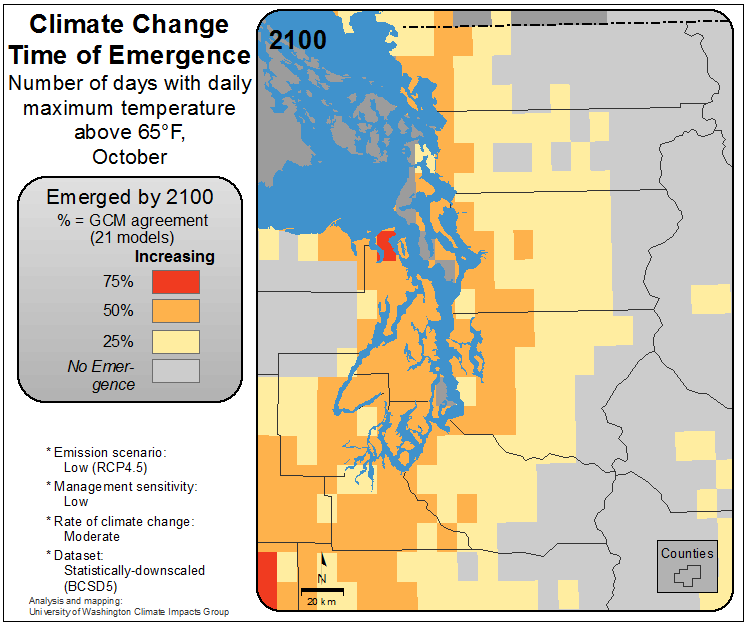 Climate Change
Time of Emergence
Number of days with daily
maximum temperature
above 65°F,
October
Emerged by 2100
% = GCM agreement
(21 models)
Increasing
75%
50%
25%
No Emer-
gence
* Emission scenario:
Low (RCP4.5)
* Management sensitivity:
Low
* Rate of climate change:
Moderate
* Dataset:
Statistically-downscaled
(BCSD5)
Analysis and mapping:
University of Washington Climate Impacts Group
2100
N
20 km
Counties